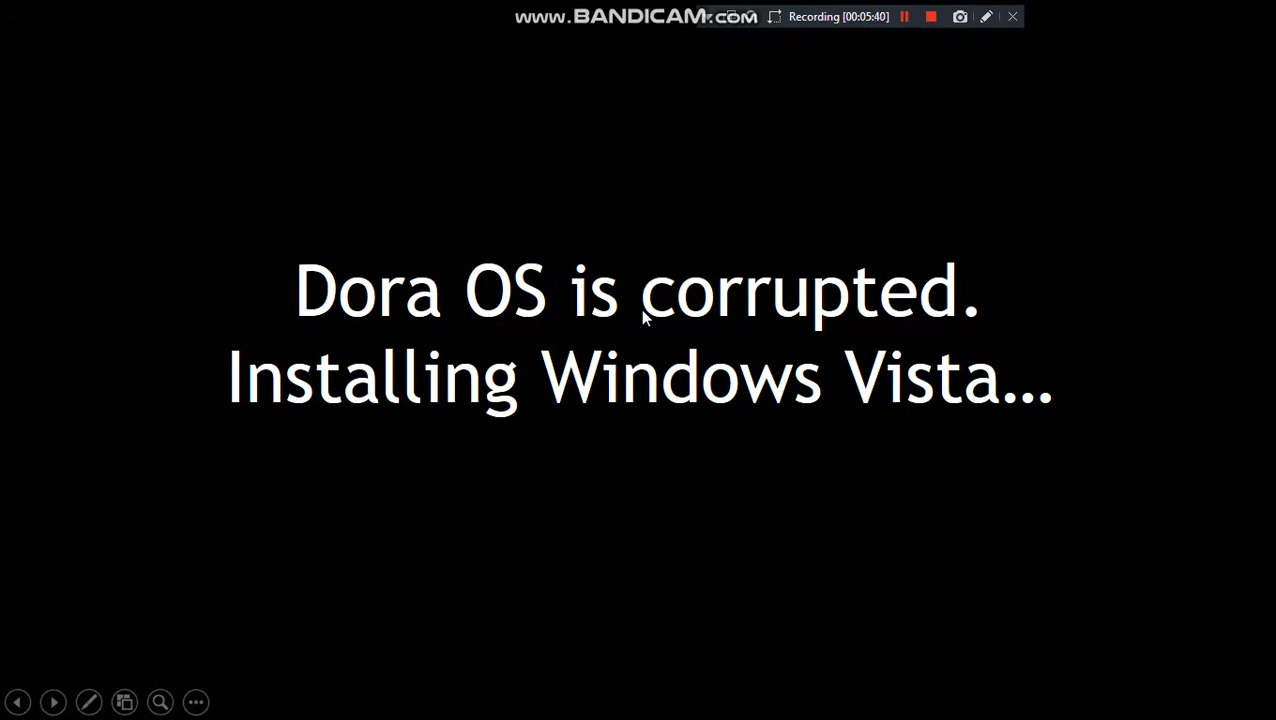 www.BANDICAM.com
Recording [00:05:40]
Dora OS is corrupted.
Installing Windows Vista...